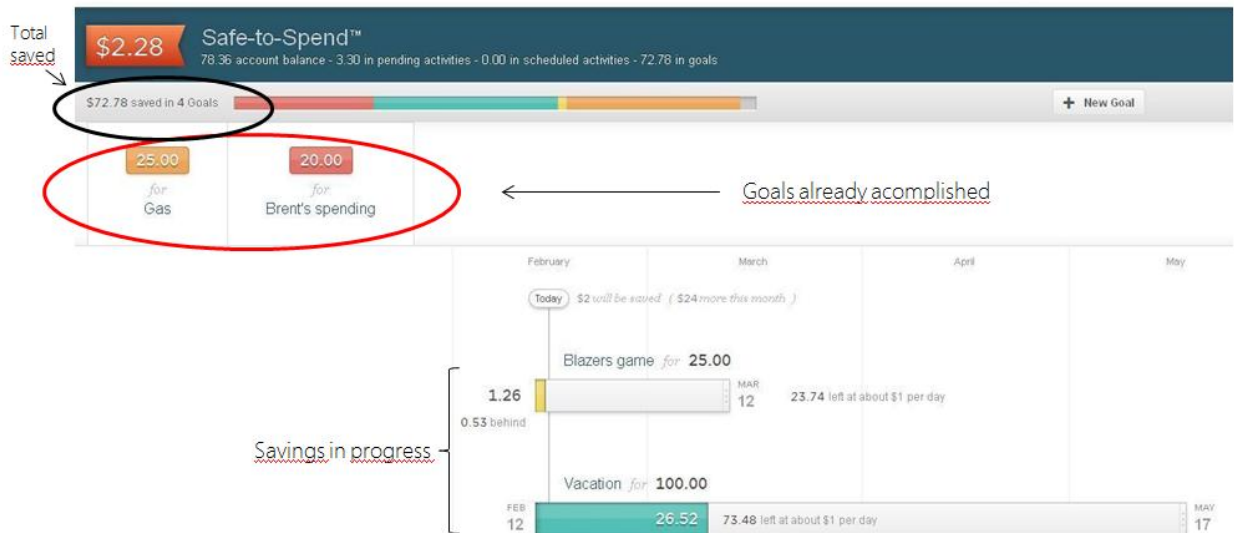 Total
saved
$2.28
Safe-to-Spend™
78.36 account balance - 3.30 in pending activities - 0.00 in scheduled activities - 72.78 in goals
$72.78 saved in 4 Goals
+ New Goal
25.00
for
Gas
20.00
for
Brent's spending
Goals already acomplished
February March April May
Today $2 will be saved ( $24 more this month )
Blazers game for 25.00
1.26
0.53 behind
MAR
12
23.74 left at about $1 per day
Savings in progress
Vacation for 100.00
FEB
12
26.52
73.48 left at about $1 per day
MAY
17